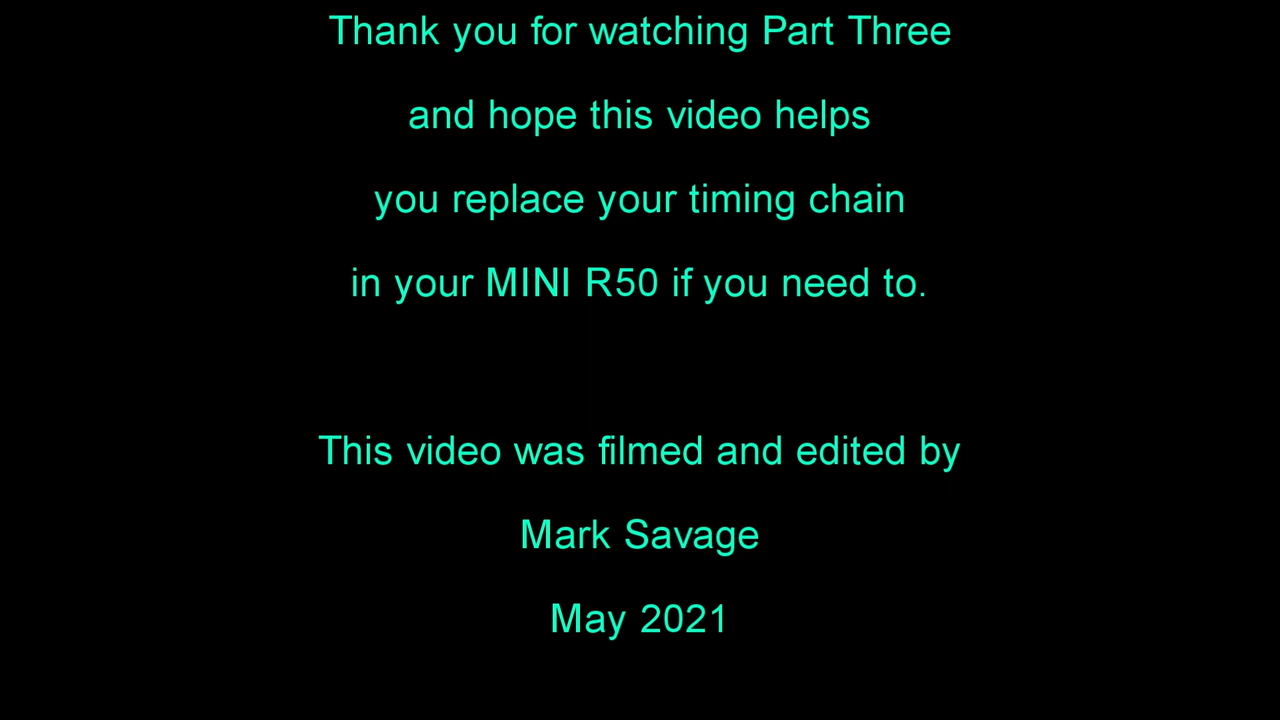 Thank you for watching Part Three
and hope this video helps
you replace your timing chain
in your MINI R50 if you need to.
This video was filmed and edited by
Mark Savage
May 2021